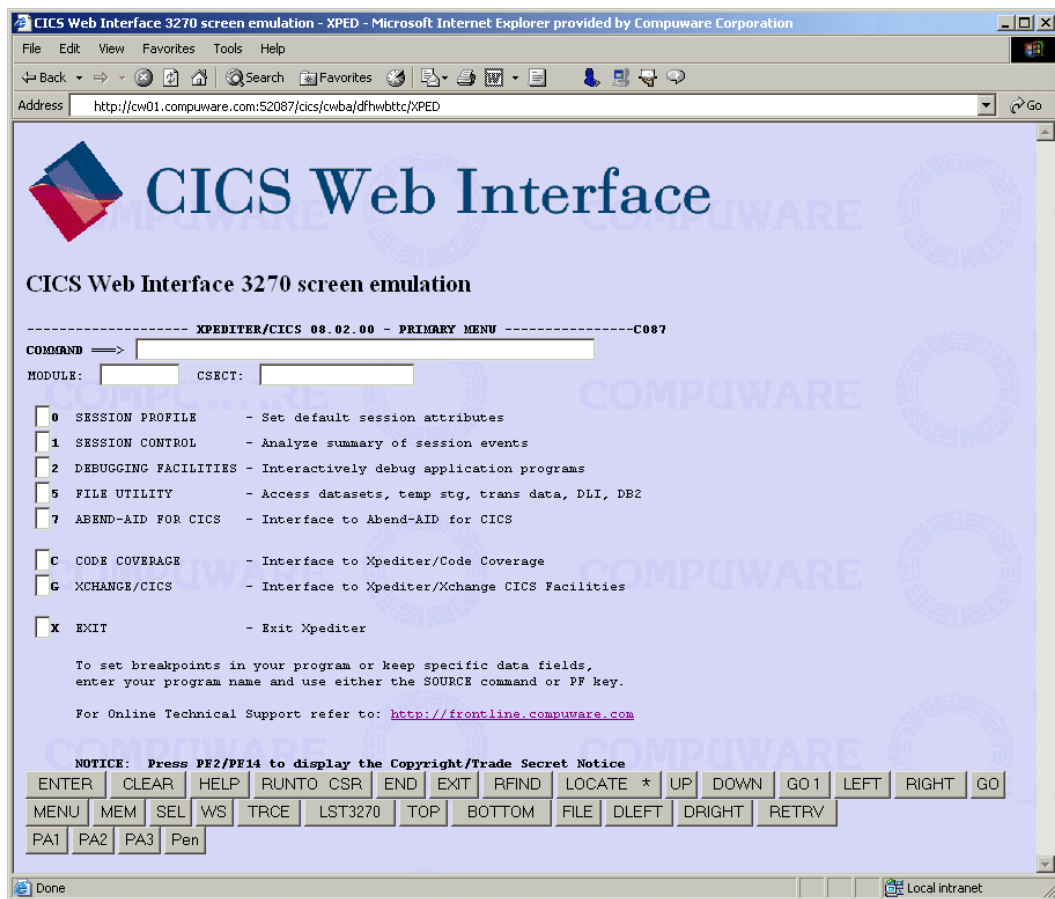 CICS Web Interface 3270 screen emulation - XPED - Microsoft Internet Explorer provided by Compuware Corporation
File Edit View Favorites Tools Help
Back Search Favorites
Address http://cw01.compuware.com:52087/cics/cwba/dfhwbttc/XPED Go
CICS Web Interface
COMPUWARE COMPUWARE
CICS Web Interface 3270 screen emulation
-------------------- XPEDITER/CICS 08.02.00 - PRIMARY MENU ----------------C087
COMMAND ===>
MODULE: CSECT:
COMPUWARE COMPUWARE
0 SESSION PROFILE - Set default session attributes
1 SESSION CONTROL - Analyze summary of session events
2 DEBUGGING FACILITIES - Interactively debug application programs
5 FILE UTILITY - Access datasets, temp stg, trans data, DLI, DB2
7 ABEND-AID FOR CICS - Interface to Abend-AID for CICS
C CODE COVERAGE - Interface to Xpediter/Code Coverage
COMPUWARE COMPUWARE
G XCHANGE/CICS - Interface to Xpediter/Xchange CICS Facilities
X EXIT - Exit Xpediter
To set breakpoints in your program or keep specific data fields,
enter your program name and use either the SOURCE command or PF key.
For Online Technical Support refer to: http://frontline.compuware.com
COMPUWARE COMPUWARE
NOTICE: Press PF2/PF14 to display the Copyright/Trade Secret Notice
ENTER CLEAR HELP RUNTO CSR END EXIT RFIND LOCATE * UP DOWN GO 1 LEFT RIGHT GO
MENU MEM SEL WS TRCE LST3270 TOP BOTTOM FILE DLEFT DRIGHT RETRV
PA1 PA2 PA3 Pen
Done Local intranet